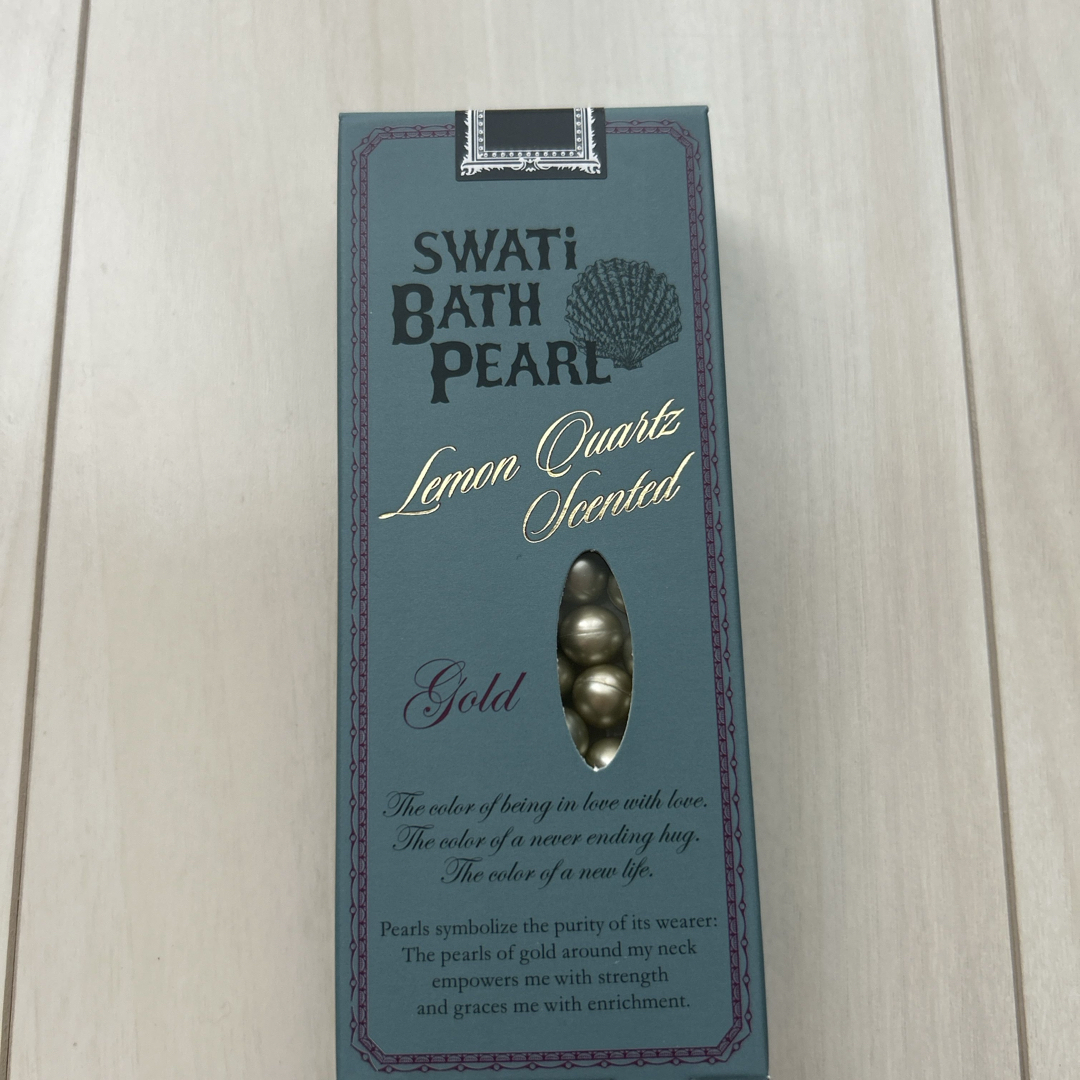 SWATi
BATH
PEARL
Lemon Quartz
Scented
Gold
The color of being in love with love.
The color of a never ending hug.
The color of a new life.
Pearls symbolize the purity of its wearer:
The pearls of gold around my neck
empowers me with strength
and graces me with enrichment.